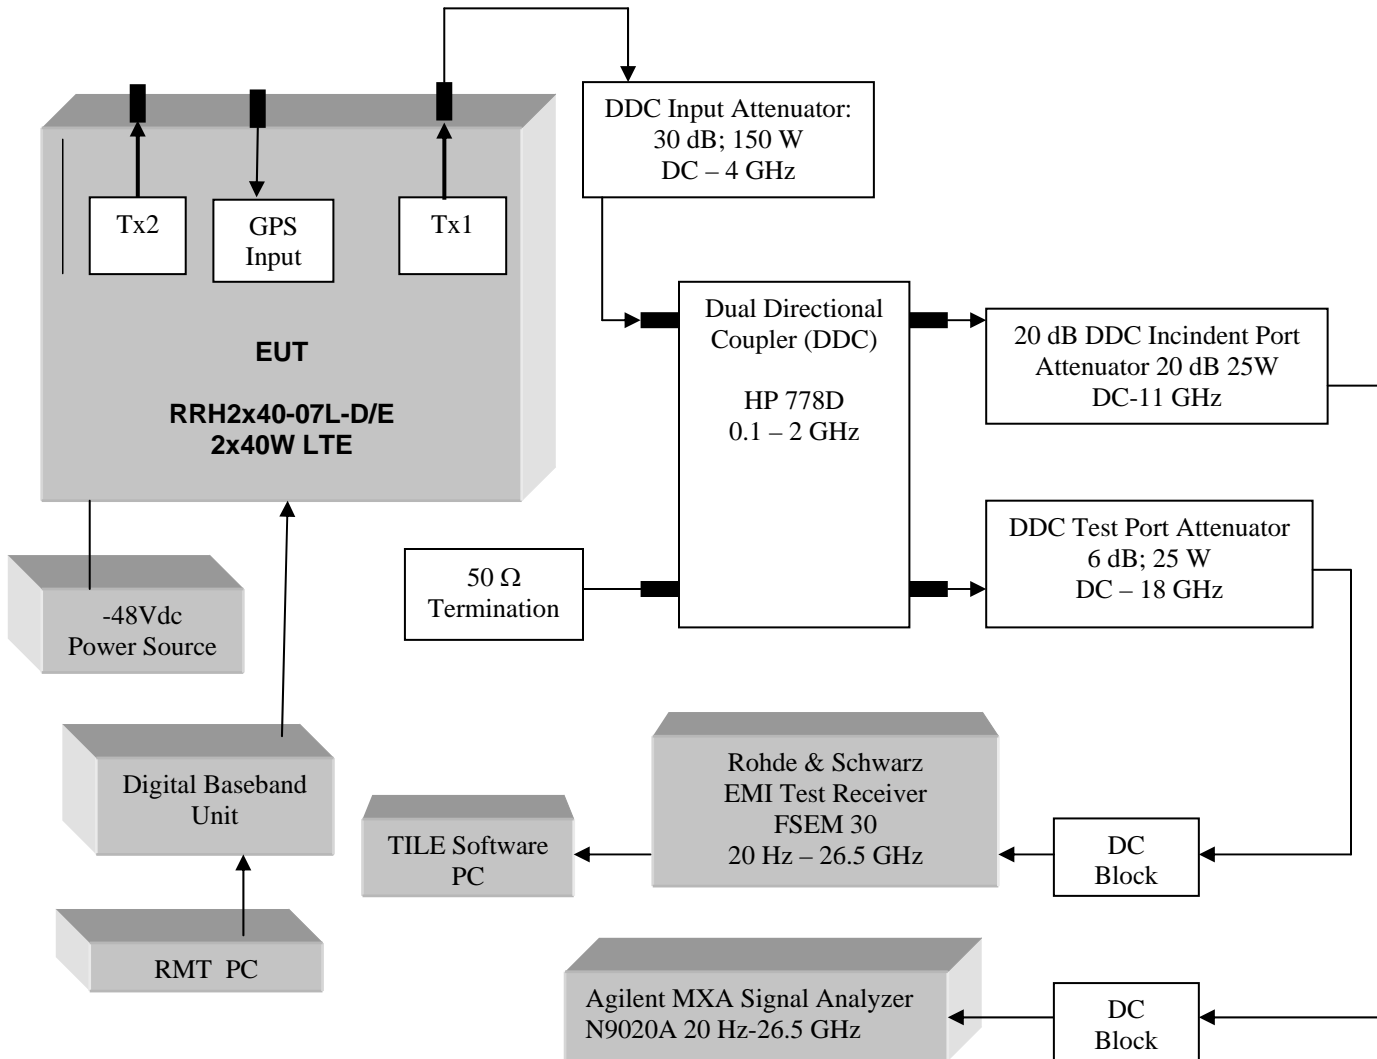 DDC Input Attenuator:
30 dB; 150 W
DC – 4 GHz
Tx2
GPS
Input
Tx1
EUT
RRH2x40-07L-D/E
2x40W LTE
Dual Directional
Coupler (DDC)
HP 778D
0.1 – 2 GHz
20 dB DDC Incindent Port
Attenuator 20 dB 25W
DC-11 GHz
50 Ω
Termination
DDC Test Port Attenuator
6 dB; 25 W
DC – 18 GHz
-48Vdc
Power Source
Digital Baseband
Unit
RMT PC
TILE Software
PC
Rohde & Schwarz
EMI Test Receiver
FSEM 30
20 Hz – 26.5 GHz
DC
Block
Agilent MXA Signal Analyzer
N9020A 20 Hz-26.5 GHz
DC
Block